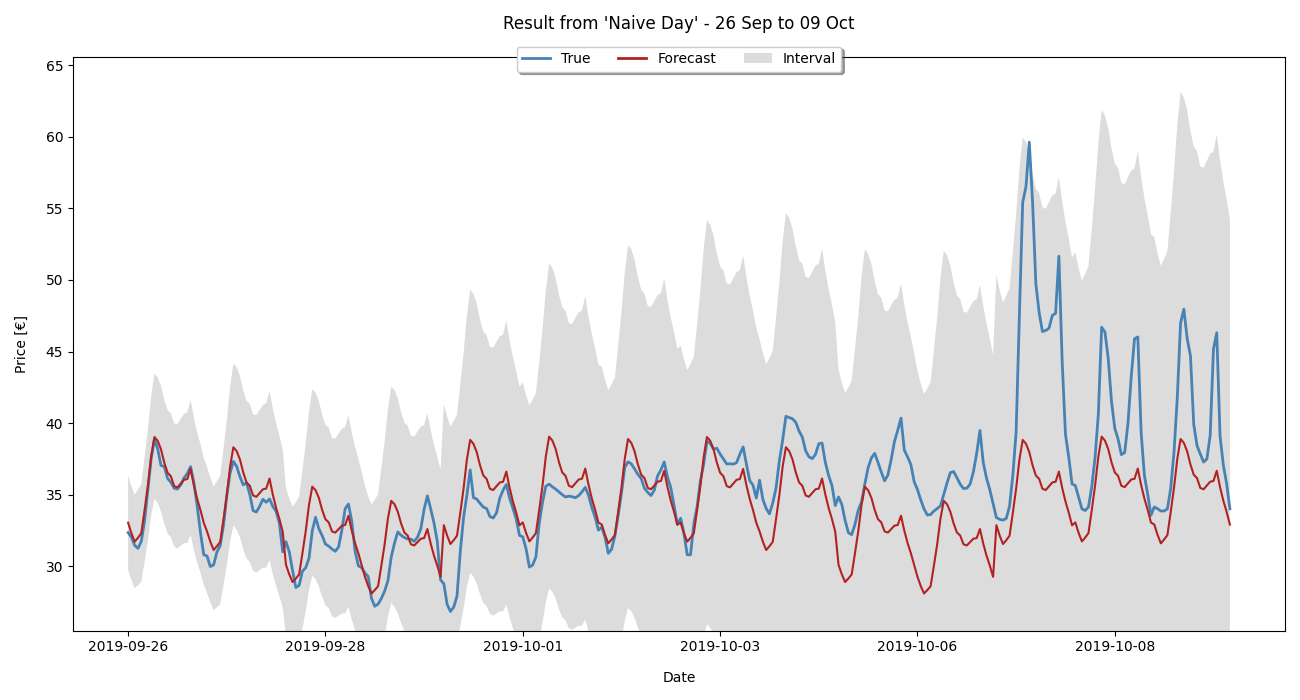 Result from 'Naive Day' - 26 Sep to 09 Oct
True Forecast Interval
65
60
55
50
45
40
35
30
Price [€]
2019-09-26 2019-09-28 2019-10-01 2019-10-03 2019-10-06 2019-10-08
Date